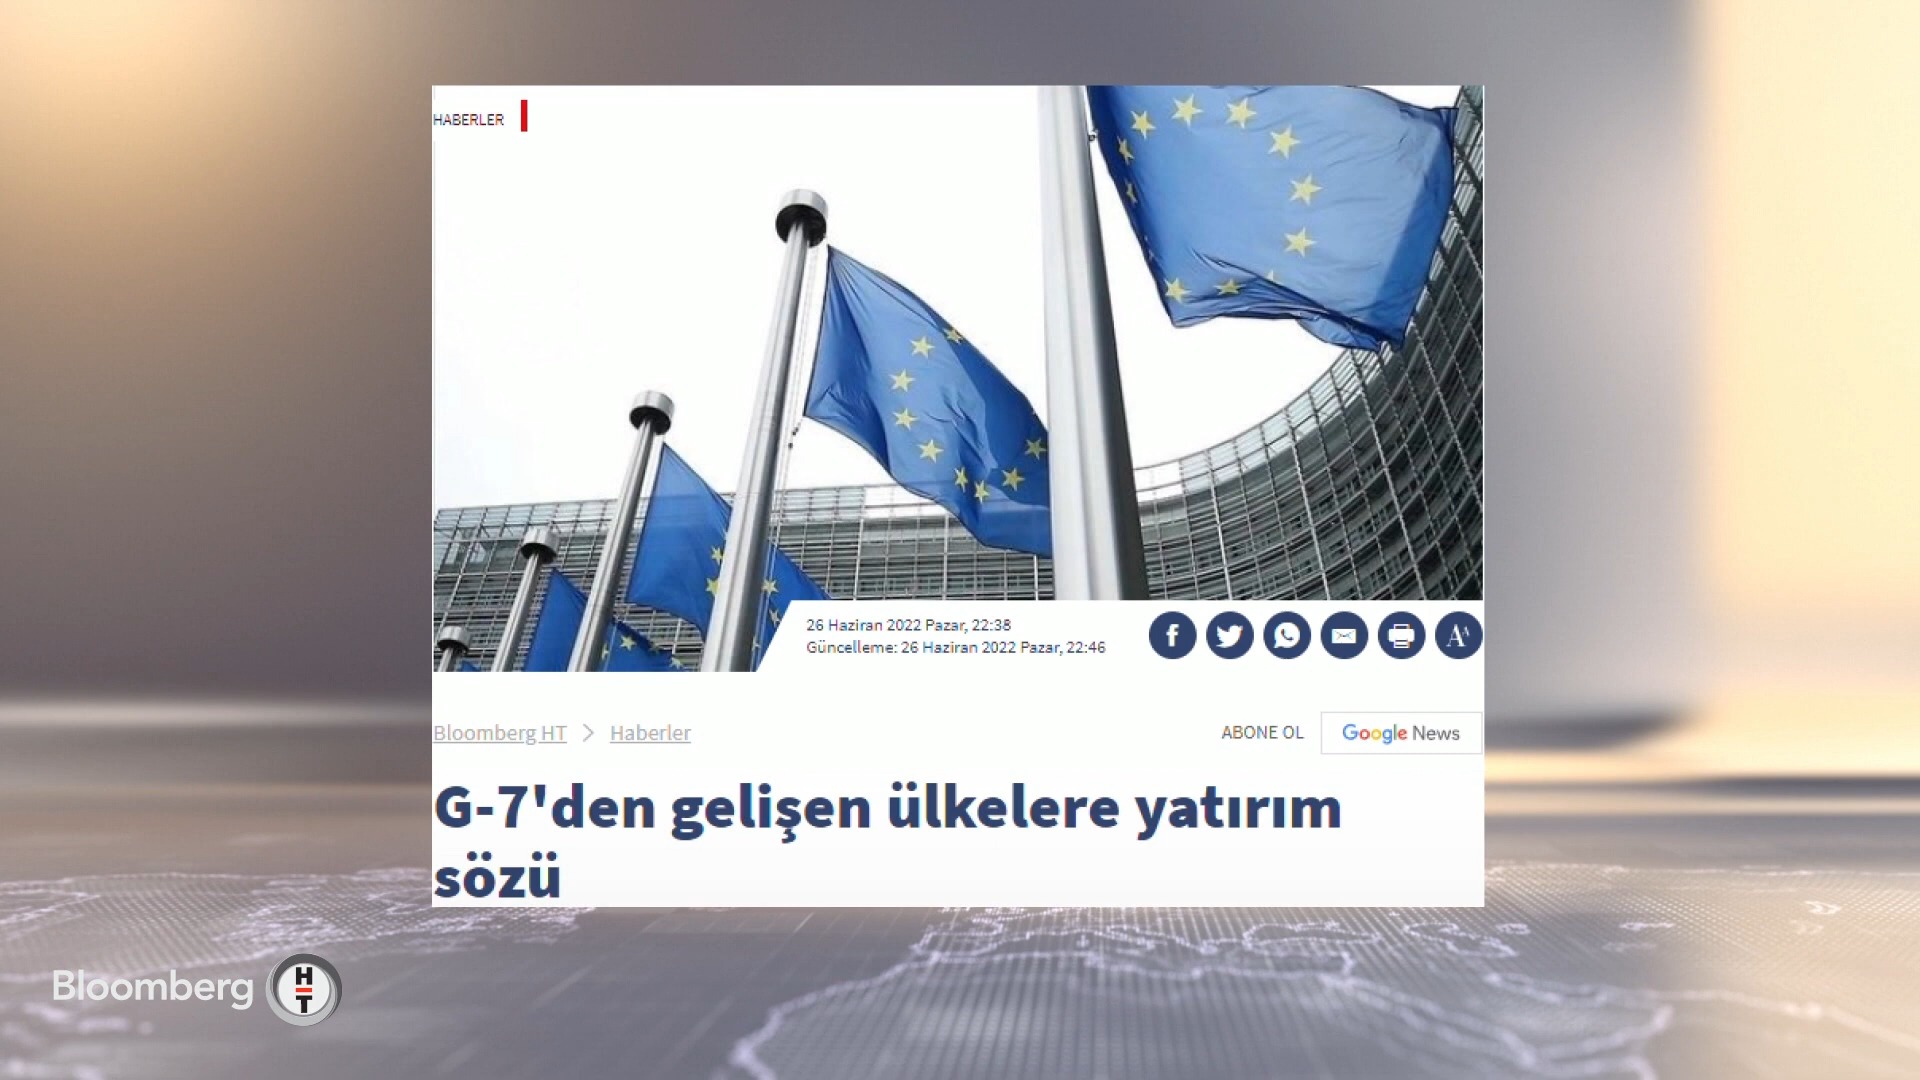 HABERLER
26 Haziran 2022 Pazar, 22:38
Güncelleme: 26 Haziran 2022 Pazar, 22:46
Bloomberg HT > Haberler
ABONE OL Google News
G-7'den gelişen ülkelere yatırım
sözü
Bloomberg HT